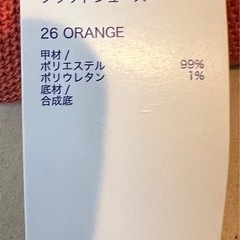 26 ORANGE
甲材 /
ポリエステル 99%
ポリウレタン 1%
底材 /
合成底